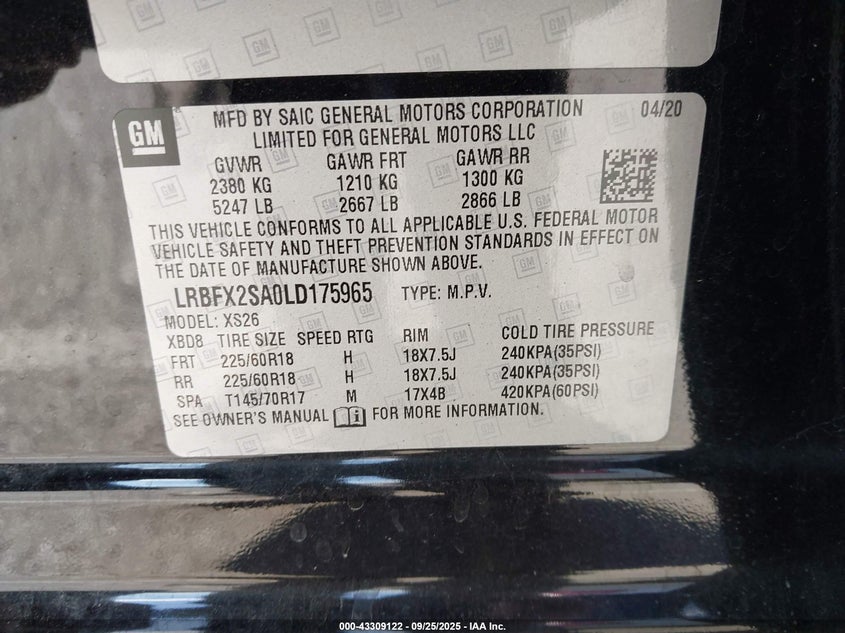 GM
MFD BY SAIC GENERAL MOTORS CORPORATION 04/20
LIMITED FOR GENERAL MOTORS LLC
GVWR GAWR FRT GAWR RR
2380 KG 1210 KG 1300 KG
5247 LB 2667 LB 2866 LB
THIS VEHICLE CONFORMS TO ALL APPLICABLE U.S. FEDERAL MOTOR
VEHICLE SAFETY AND THEFT PREVENTION STANDARDS IN EFFECT ON
THE DATE OF MANUFACTURE SHOWN ABOVE.
LRBFX2SA0LD175965 TYPE: M.P.V.
MODEL: XS26
XBD8 TIRE SIZE SPEED RTG RIM COLD TIRE PRESSURE
FRT 225/60R18 H 18X7.5J 240KPA(35PSI)
RR 225/60R18 H 18X7.5J 240KPA(35PSI)
SPA T145/70R17 M 17X4B 420KPA(60PSI)
SEE OWNER'S MANUAL FOR MORE INFORMATION.
000-43309122 - 09/25/2025 - IAA Inc.